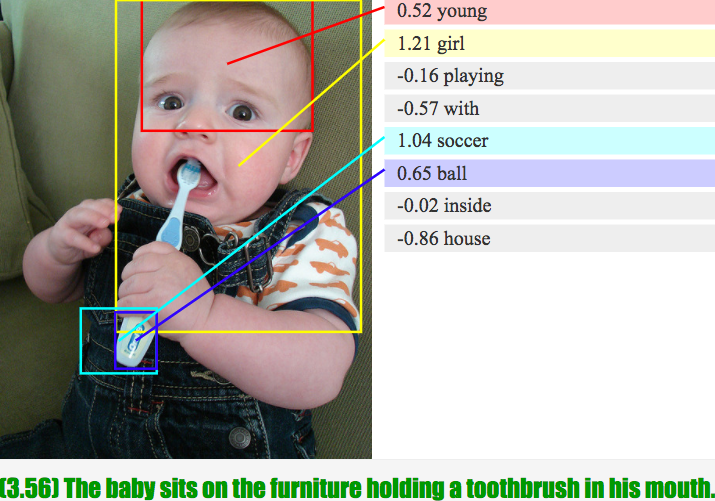 0.52 young
1.21 girl
-0.16 playing
-0.57 with
1.04 soccer
0.65 ball
-0.02 inside
-0.86 house
(3.56) The baby sits on the furniture holding a toothbrush in his mouth.